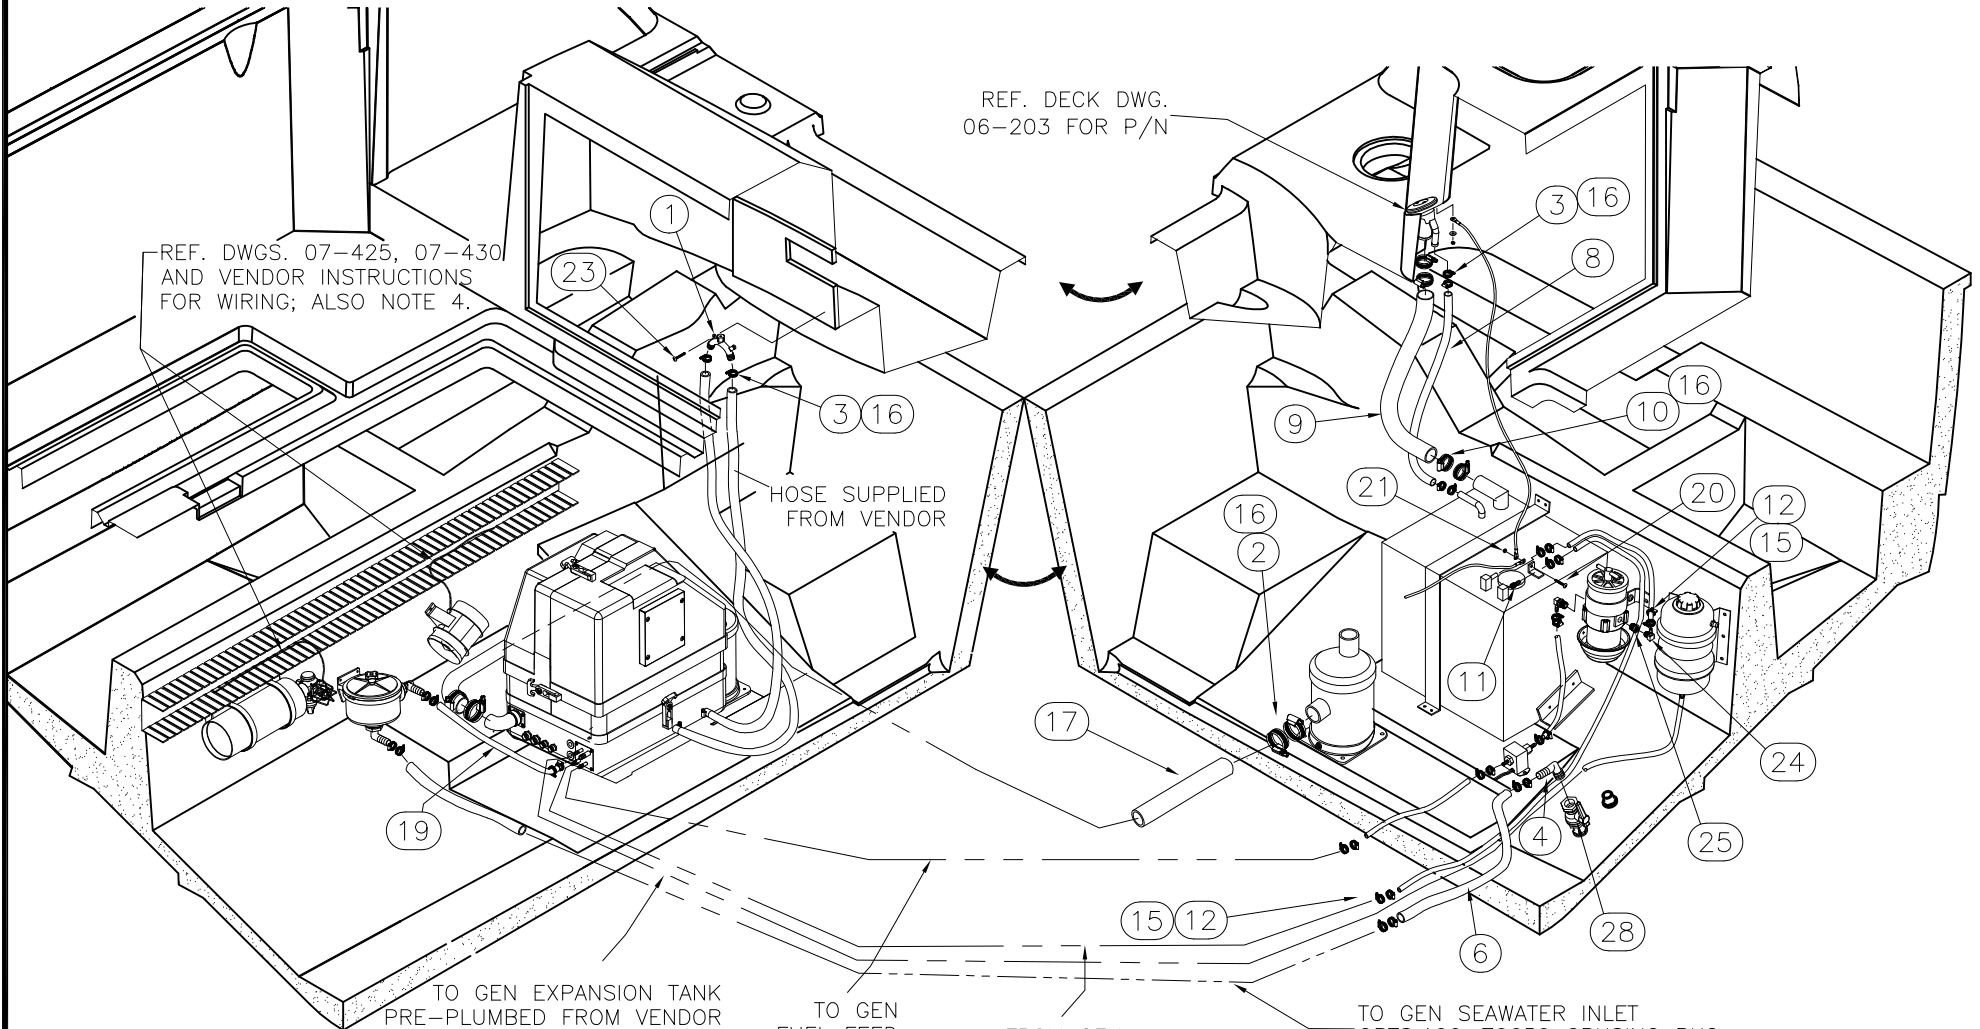 REF. DECK DWG.
06-203 FOR P/N
3 16
8
1
REF. DWGS. 07-425, 07-430
AND VENDOR INSTRUCTIONS
FOR WIRING; ALSO NOTE 4.
23
16
10
3 16
9
HOSE SUPPLIED
FROM VENDOR
21
20
12
15
16
2
11
17
24
19
4
25
15 12
28
6
TO GEN EXPANSION TANK
PRE-PLUMBED FROM VENDOR
TO GEN
FUEL FEED
TO GEN SEAWATER INLET